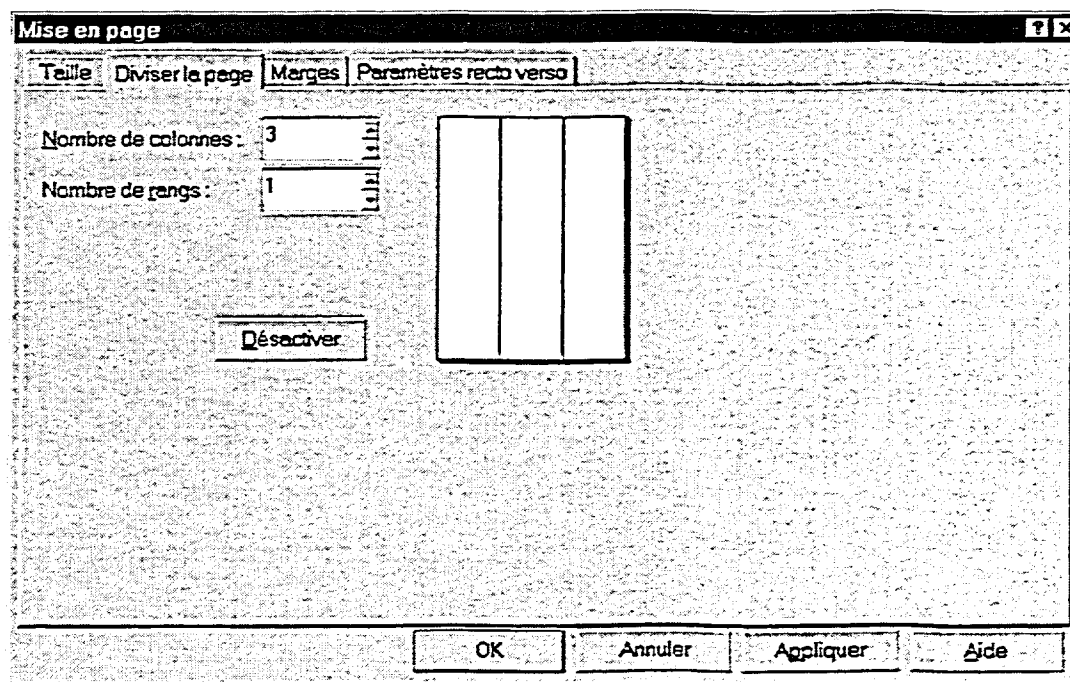 Mise en page
Taille Diviser la page Marges Paramètres recto verso
Nombre de colonnes : 3
Nombre de rangs : 1
Désactiver
OK Annuler Appliquer Aide